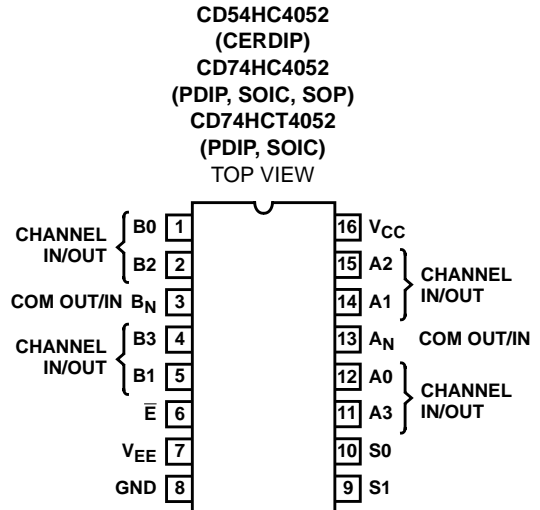 CD54HC4052
(CERDIP)
CD74HC4052
(PDIP, SOIC, SOP)
CD74HCT4052
(PDIP, SOIC)
TOP VIEW
CHANNEL IN/OUT
B0 1
B2 2
COM OUT/IN BN 3
CHANNEL IN/OUT
B3 4
B1 5
E̅ 6
VEE 7
GND 8
16 VCC
15 A2
14 A1
CHANNEL IN/OUT
13 AN COM OUT/IN
12 A0
11 A3
CHANNEL IN/OUT
10 S0
9 S1